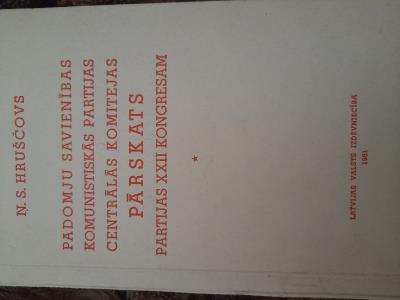 Ņ. S. HRUŠČOVS
PADOMJU SAVIENĪBAS
KOMUNISTISKĀS PARTIJAS
CENTRĀLĀS KOMITEJAS
PĀRSKATS
PARTIJAS XXII KONGRESAM
LATVIJAS VALSTS IZDEVNIECĪBA
1961